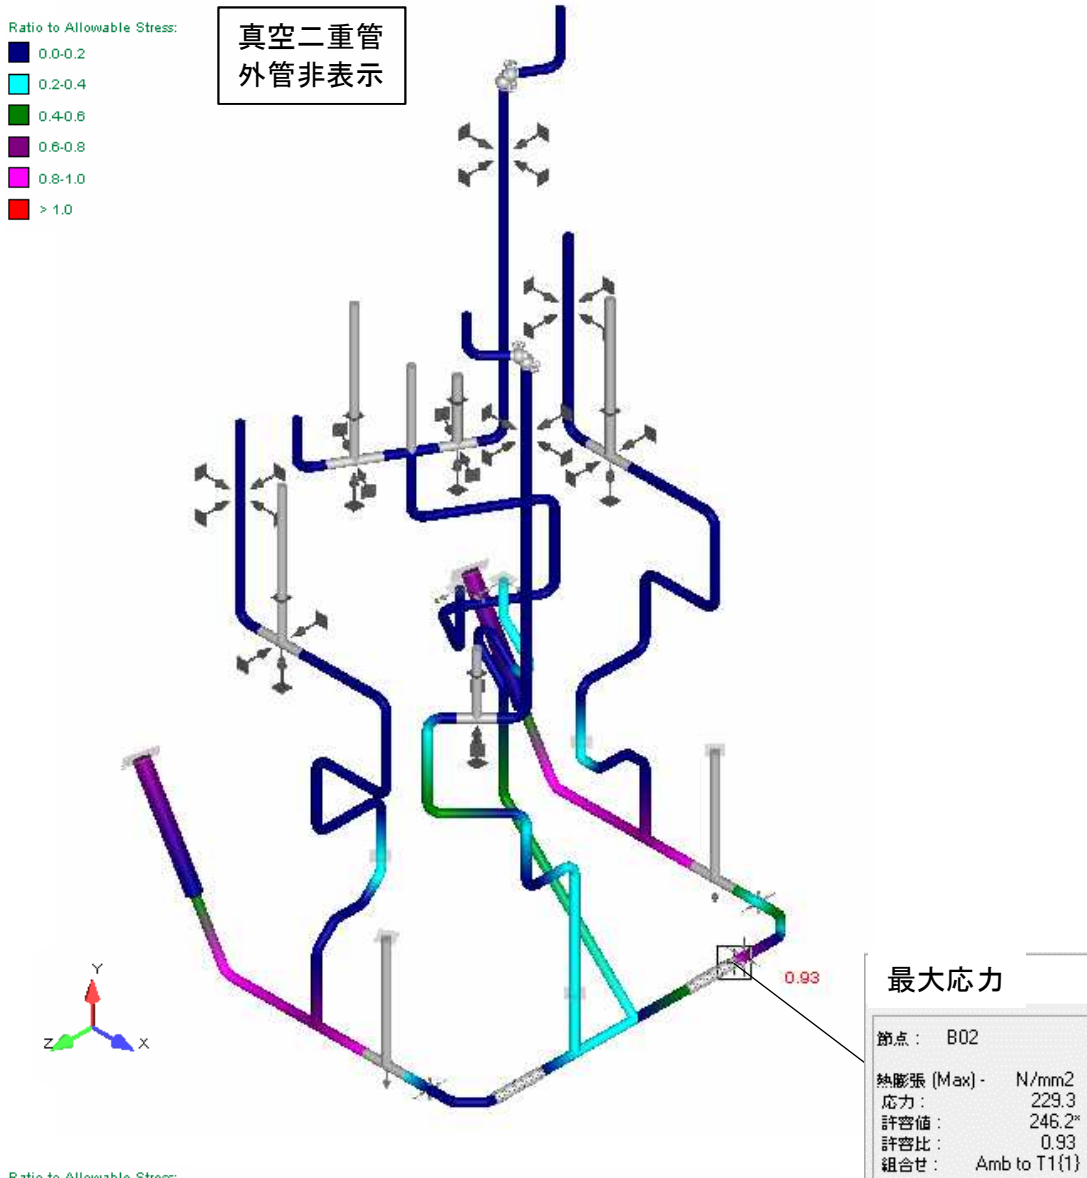 Ratio to Allowable Stress:
0.0-0.2
0.2-0.4
0.4-0.6
0.6-0.8
0.8-1.0
> 1.0
真空二重管
外管非表示
Y
Z
X
0.93
最大応力
節点： B02
熱膨張 (Max) - N/mm2
応力： 229.3
許容値： 246.2*
許容比： 0.93
組合せ： Amb to T1{1}
Ratio to Allowable Stress: